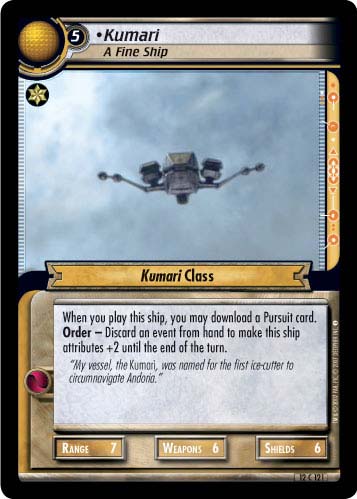 5 •Kumari
A Fine Ship
Kumari Class
When you play this ship, you may download a Pursuit card.
Order – Discard an event from hand to make this ship
attributes +2 until the end of the turn.
"My vessel, the Kumari, was named for the first ice-cutter to
circumnavigate Andoria."
RANGE 7 WEAPONS 6 SHIELDS 6
12 C 121